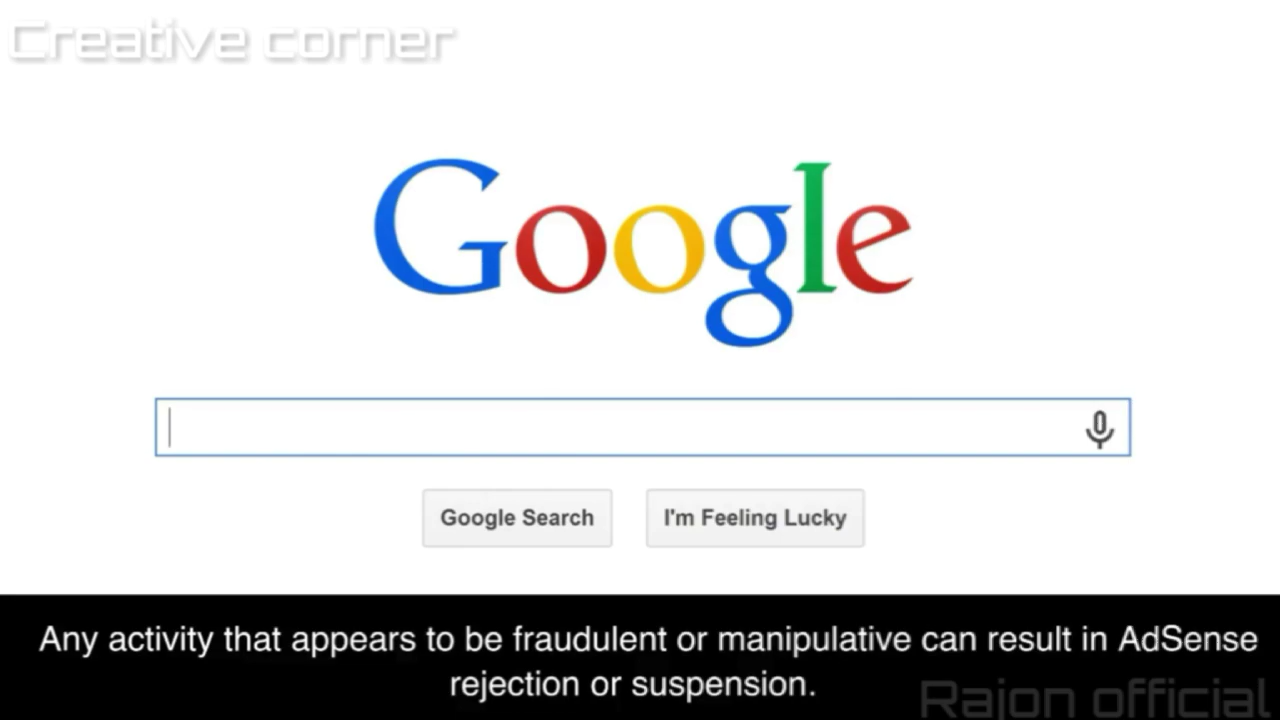 Creative corner
Google
Google Search
I'm Feeling Lucky
Any activity that appears to be fraudulent or manipulative can result in AdSense
rejection or suspension.
Rajon official